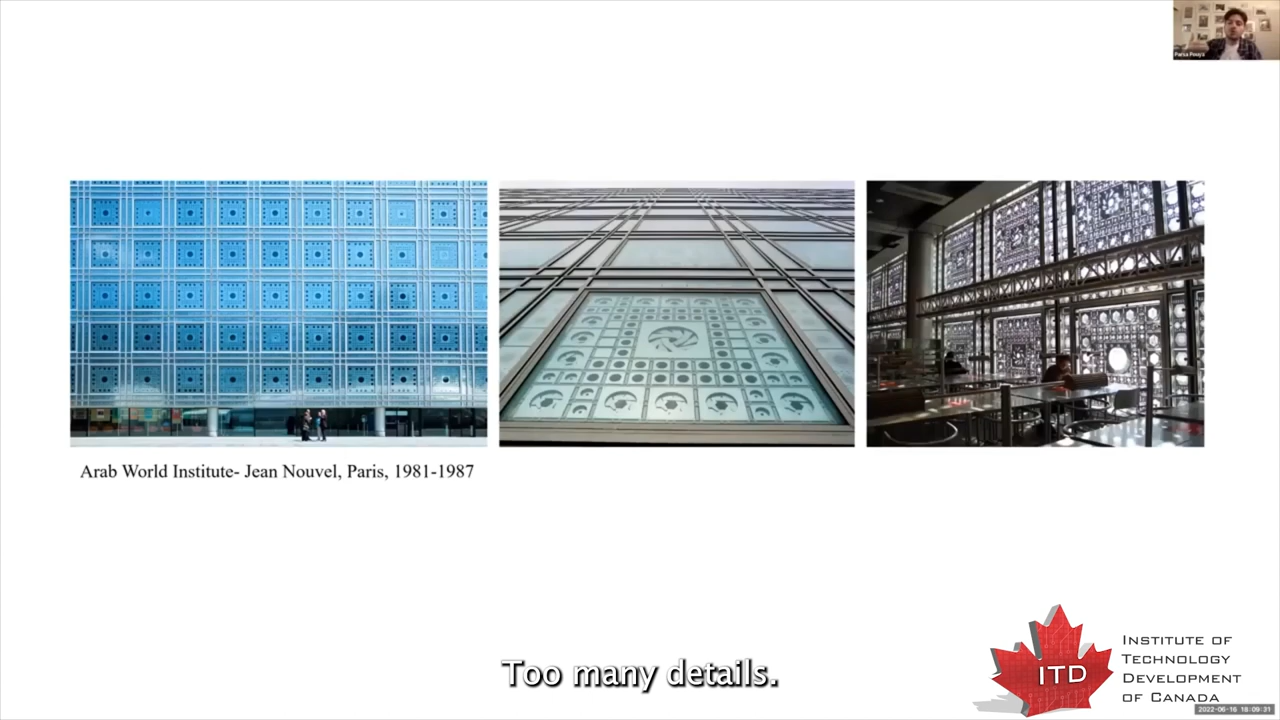 Arab World Institute- Jean Nouvel, Paris, 1981-1987
Too many details.
ITD
Institute of
Technology
Development
of Canada
2022-06-16 18:09:31